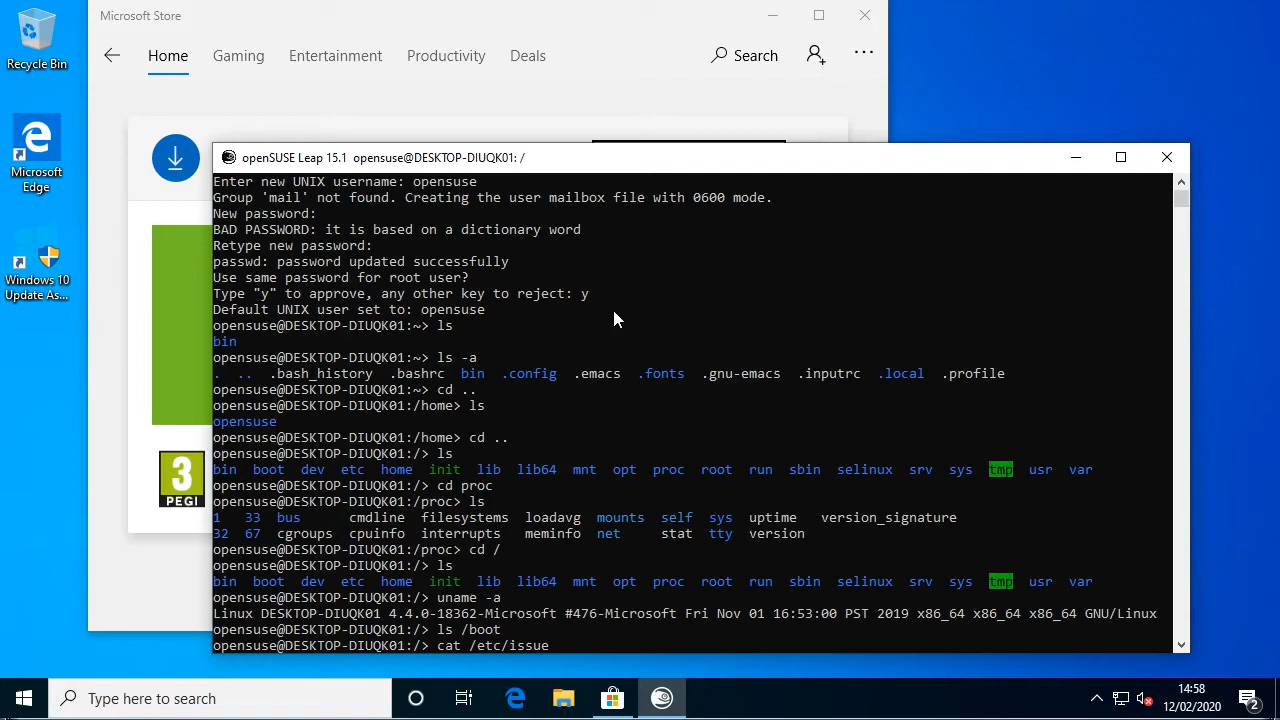 Microsoft Store
Recycle Bin
Home Gaming Entertainment Productivity Deals Search
Microsoft Edge
openSUSE Leap 15.1 opensuse@DESKTOP-DIUQK01: /
Enter new UNIX username: opensuse
Group 'mail' not found. Creating the user mailbox file with 0600 mode.
New password:
BAD PASSWORD: it is based on a dictionary word
Retype new password:
passwd: password updated successfully
Use same password for root user?
Type "y" to approve, any other key to reject: y
Default UNIX user set to: opensuse
opensuse@DESKTOP-DIUQK01:~> ls
bin
opensuse@DESKTOP-DIUQK01:~> ls -a
. .. .bash_history .bashrc bin .config .emacs .fonts .gnu-emacs .inputrc .local .profile
opensuse@DESKTOP-DIUQK01:~> cd ..
opensuse@DESKTOP-DIUQK01:/home> ls
opensuse
opensuse@DESKTOP-DIUQK01:/home> cd ..
opensuse@DESKTOP-DIUQK01:/> ls
bin boot dev etc home init lib lib64 mnt opt proc root run sbin selinux srv sys tmp usr var
opensuse@DESKTOP-DIUQK01:/> cd proc
opensuse@DESKTOP-DIUQK01:/proc> ls
1 33 bus cmdline filesystems loadavg mounts self sys uptime version_signature
32 67 cgroups cpuinfo interrupts meminfo net stat tty version
opensuse@DESKTOP-DIUQK01:/proc> cd /
opensuse@DESKTOP-DIUQK01:/> ls
bin boot dev etc home init lib lib64 mnt opt proc root run sbin selinux srv sys tmp usr var
opensuse@DESKTOP-DIUQK01:/> uname -a
Linux DESKTOP-DIUQK01 4.4.0-18362-Microsoft #476-Microsoft Fri Nov 01 16:53:00 PST 2019 x86_64 x86_64 x86_64 GNU/Linux
opensuse@DESKTOP-DIUQK01:/> ls /boot
opensuse@DESKTOP-DIUQK01:/> cat /etc/issue
Windows 10
Update As...
3
PEGI
Type here to search
14:58
12/02/2020
2